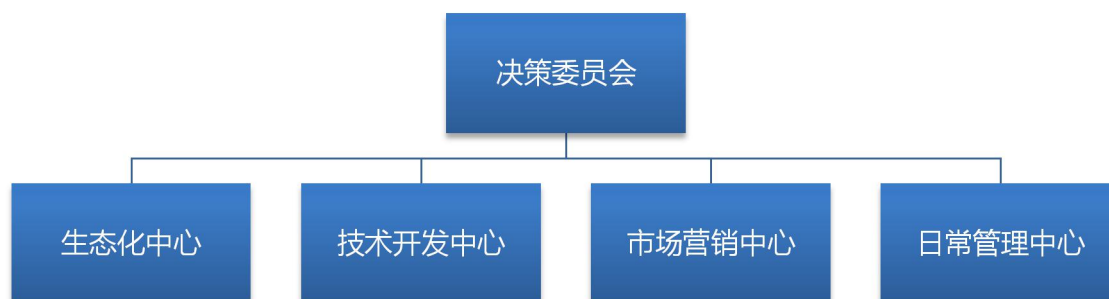 决策委员会
生态化中心
技术开发中心
市场营销中心
日常管理中心